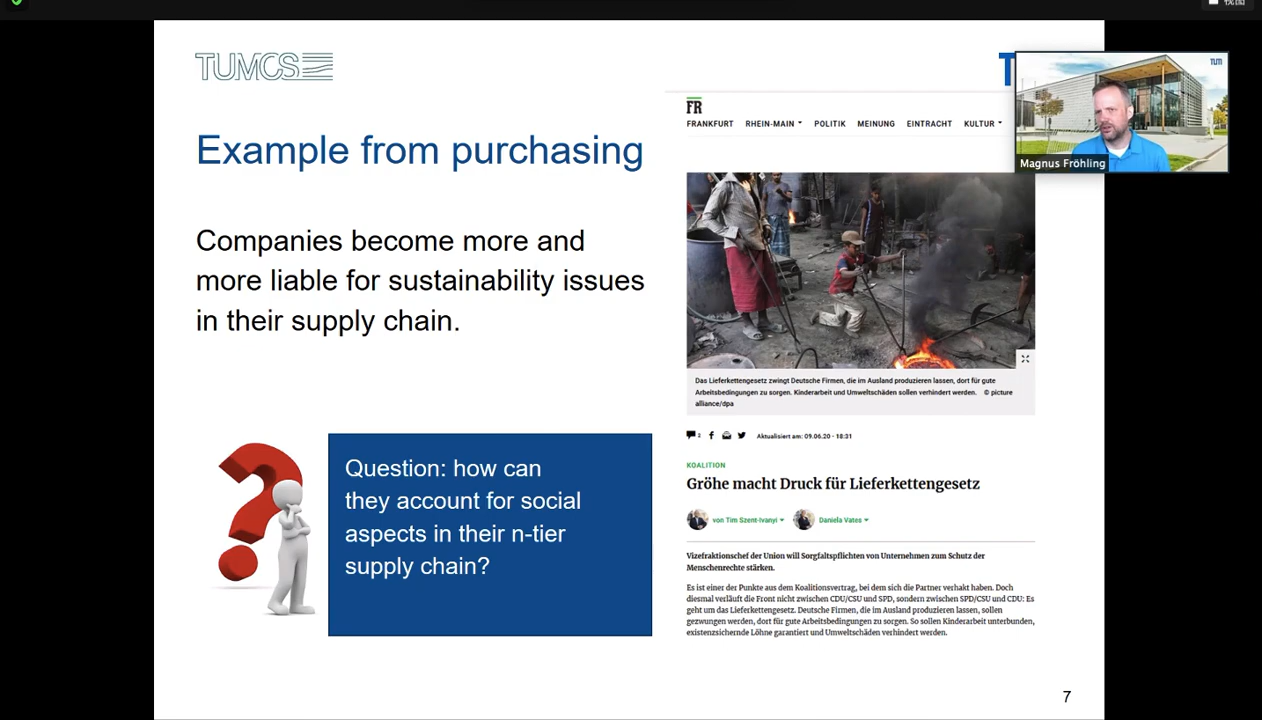 TUMCS
Example from purchasing
Companies become more and
more liable for sustainability issues
in their supply chain.
Question: how can
they account for social
aspects in their n-tier
supply chain?
FR
FRANKFURT RHEIN-MAIN POLITIK MEINUNG EINTRACHT KULTUR
TUM
Magnus Fröhling
Das Lieferkettengesetz zwingt Deutsche Firmen, die im Ausland produzieren lassen, dort für gute
Arbeitsbedingungen zu sorgen. Kinderarbeit und Umweltschäden sollen verhindert werden. © picture
alliance/dpa
Aktualisiert am: 09.06.20 - 18:31
KOALITION
Gröhe macht Druck für Lieferkettengesetz
von Tim Szent-Ivanyi Daniela Vates
Vizefraktionschef der Union will Sorgfaltspflichten von Unternehmen zum Schutz der
Menschenrechte stärken.
Es ist einer der Punkte aus dem Koalitionsvertrag, bei dem sich die Partner verhakt haben. Doch
diesmal verläuft die Front nicht zwischen CDU/CSU und SPD, sondern zwischen SPD/CSU und CDU: Es
geht um das Lieferkettengesetz. Deutsche Firmen, die im Ausland produzieren lassen, sollen
gezwungen werden, dort für gute Arbeitsbedingungen zu sorgen. So sollen Kinderarbeit unterbunden,
existenzsichernde Löhne garantiert und Umweltschäden verhindert werden.
7